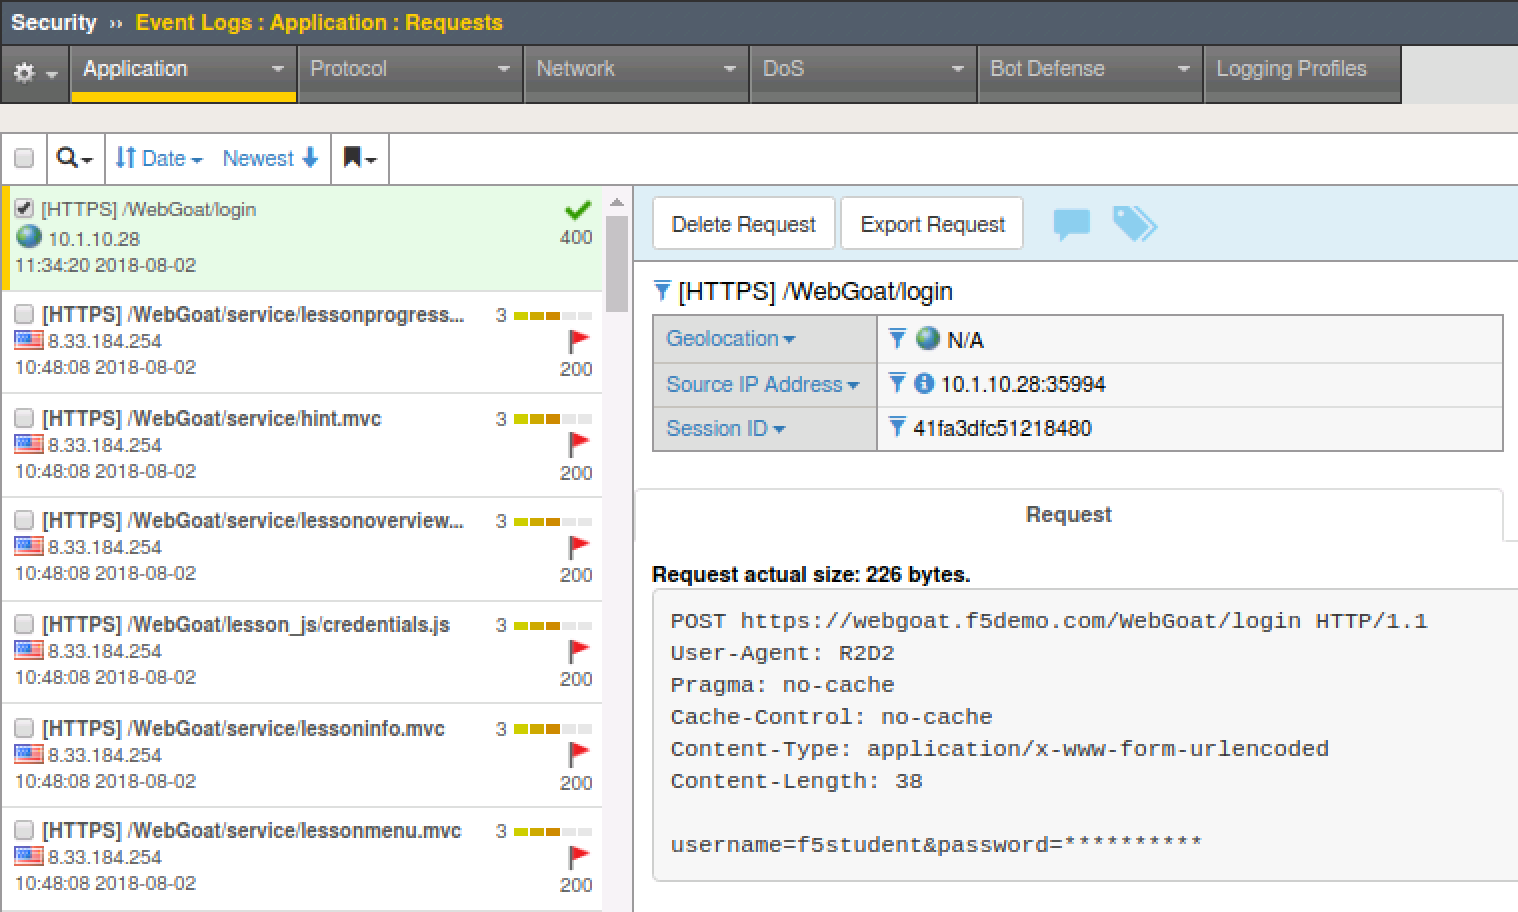 Security ›› Event Logs : Application : Requests
Application Protocol Network DoS Bot Defense Logging Profiles
Date Newest
[HTTPS] /WebGoat/login
10.1.10.28 400
11:34:20 2018-08-02
[HTTPS] /WebGoat/service/lessonprogress... 3
8.33.184.254
10:48:08 2018-08-02 200
[HTTPS] /WebGoat/service/hint.mvc 3
8.33.184.254
10:48:08 2018-08-02 200
[HTTPS] /WebGoat/service/lessonoverview... 3
8.33.184.254
10:48:08 2018-08-02 200
[HTTPS] /WebGoat/lesson_js/credentials.js 3
8.33.184.254
10:48:08 2018-08-02 200
[HTTPS] /WebGoat/service/lessoninfo.mvc 3
8.33.184.254
10:48:08 2018-08-02 200
[HTTPS] /WebGoat/service/lessonmenu.mvc 3
8.33.184.254
10:48:08 2018-08-02 200
Delete Request Export Request
[HTTPS] /WebGoat/login
Geolocation N/A
Source IP Address 10.1.10.28:35994
Session ID 41fa3dfc51218480
Request
Request actual size: 226 bytes.
POST https://webgoat.f5demo.com/WebGoat/login HTTP/1.1
User-Agent: R2D2
Pragma: no-cache
Cache-Control: no-cache
Content-Type: application/x-www-form-urlencoded
Content-Length: 38
username=f5student&password=**********